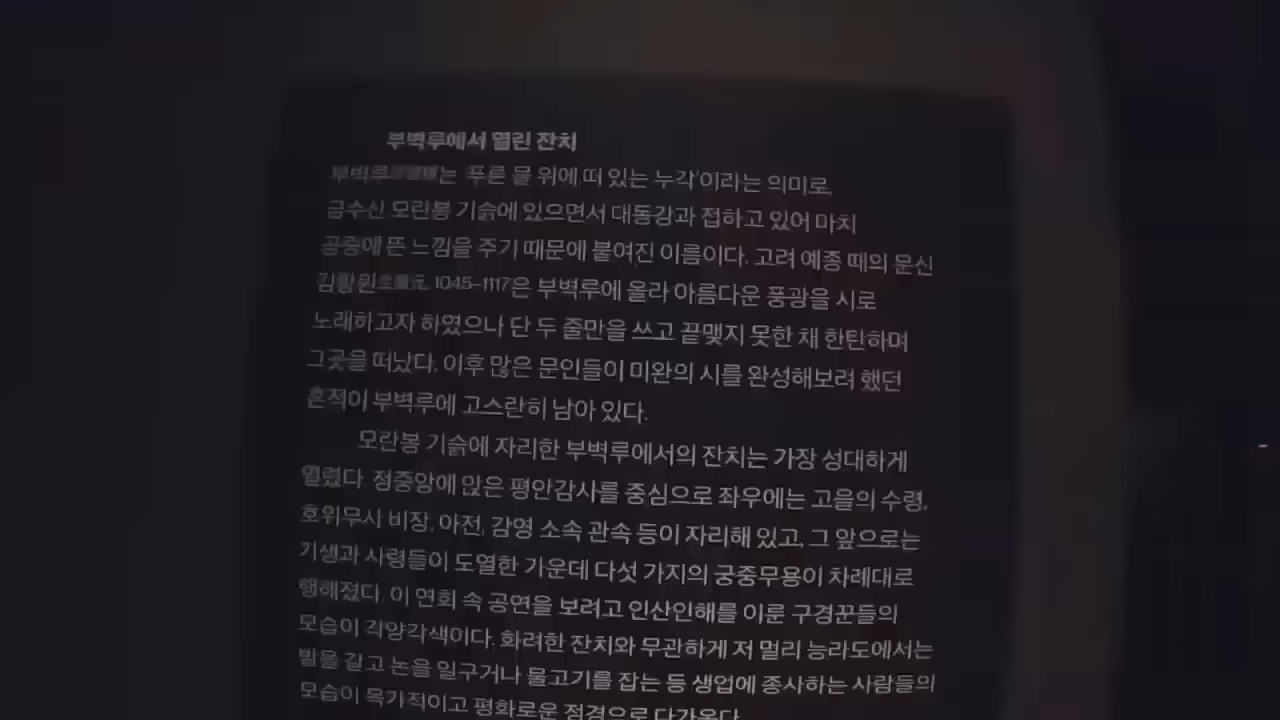 부벽루에서 열린 잔치
부벽루는 '푸른 물 위에 떠 있는 누각'이라는 의미로,
금수산 모란봉 기슭에 있으면서 대동강과 접하고 있어 마치
공중에 뜬 느낌을 주기 때문에 붙여진 이름이다. 고려 예종 때의 문신
김황원金黃元, 1045–1117은 부벽루에 올라 아름다운 풍광을 시로
노래하고자 하였으나 단 두 줄만을 쓰고 끝맺지 못한 채 한탄하며
그곳을 떠났다. 이후 많은 문인들이 미완의 시를 완성해보려 했던
흔적이 부벽루에 고스란히 남아 있다.
모란봉 기슭에 자리한 부벽루에서의 잔치는 가장 성대하게
열렸다. 정중앙에 앉은 평안감사를 중심으로 좌우에는 고을의 수령,
호위무사 비장, 아전, 감영 소속 관속 등이 자리해 있고, 그 앞으로는
기생과 사령들이 도열한 가운데 다섯 가지의 궁중무용이 차례대로
행해졌다. 이 연회 속 공연을 보려고 인산인해를 이룬 구경꾼들의
모습이 각양각색이다. 화려한 잔치와 무관하게 저 멀리 능라도에서는
밭을 갈고 논을 일구거나 물고기를 잡는 등 생업에 종사하는 사람들의
모습이 목가적이고 평화로운 정경으로 다가온다.